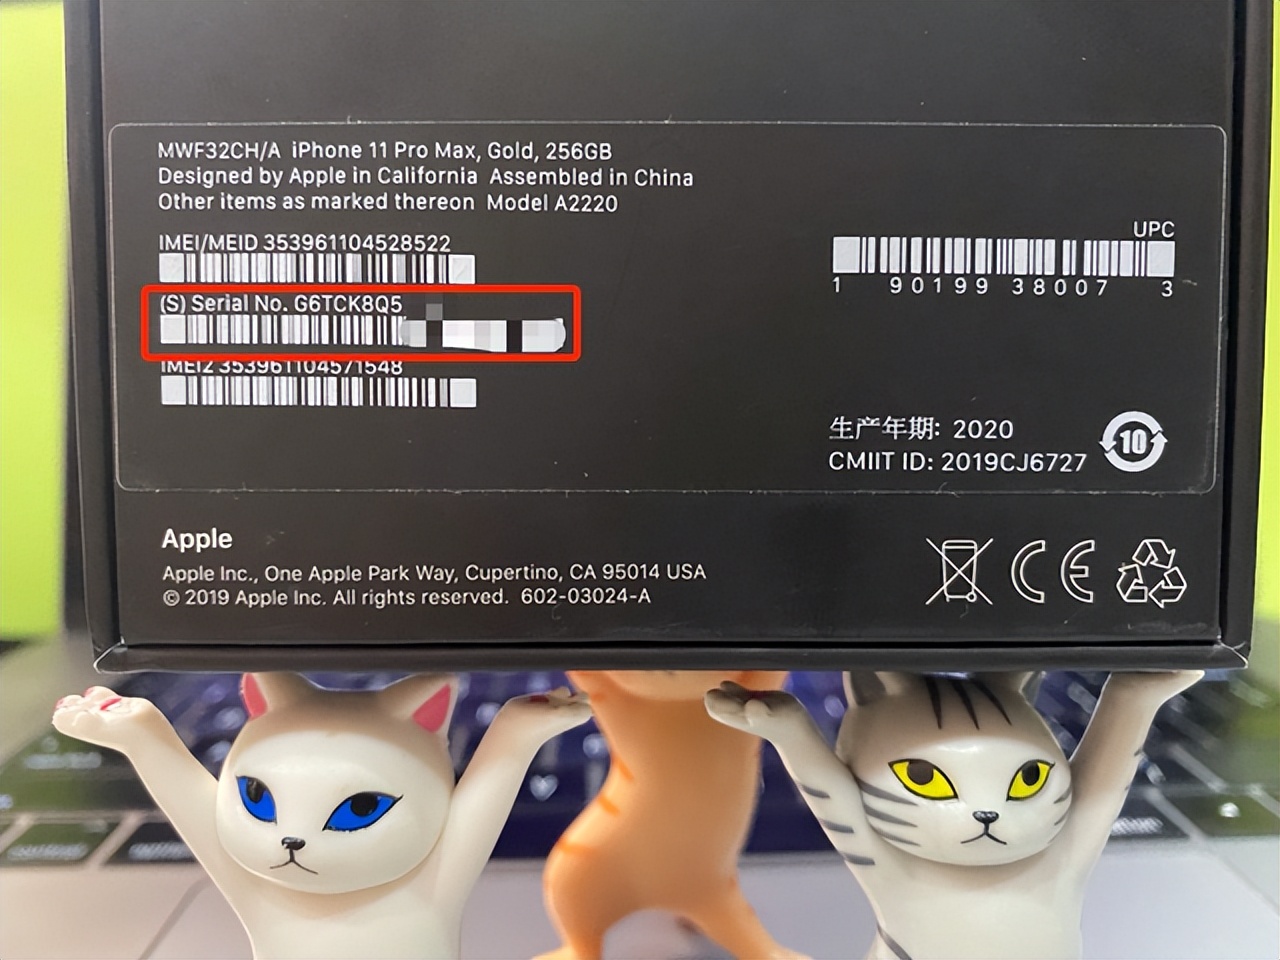 MWF32CH/A iPhone 11 Pro Max, Gold, 256GB
Designed by Apple in California Assembled in China
Other items as marked thereon Model A2220
IMEI/MEID 353961104528522
(S) Serial No. G6TCK8Q5
IMEI2 353961104571548
UPC
1 90199 38007 3
生产年期: 2020
CMIIT ID: 2019CJ6727
10
Apple
Apple Inc., One Apple Park Way, Cupertino, CA 95014 USA
© 2019 Apple Inc. All rights reserved. 602-03024-A
CE